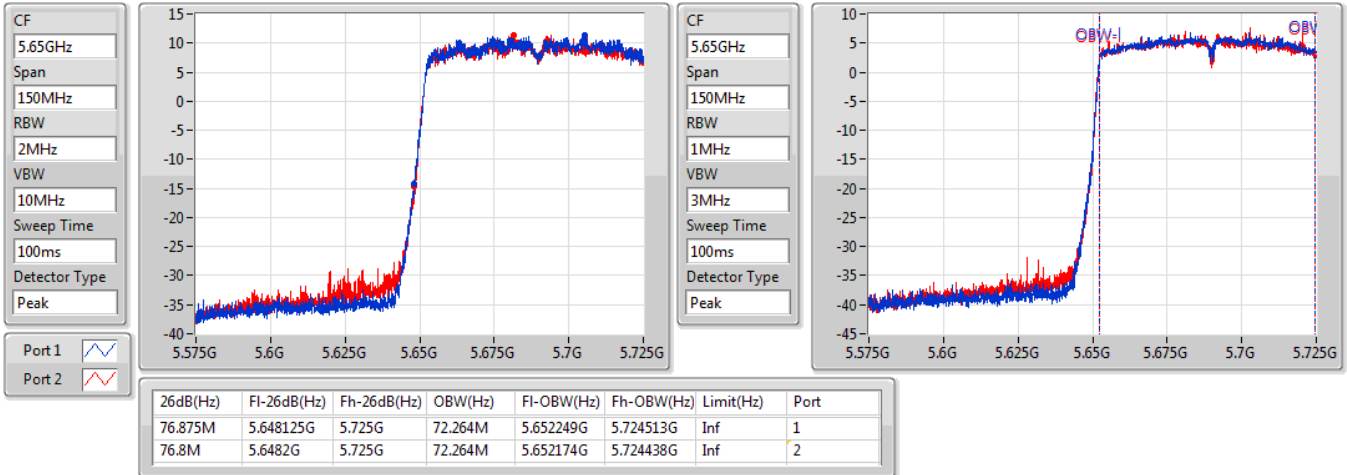 CF
5.65GHz
Span
150MHz
RBW
2MHz
VBW
10MHz
Sweep Time
100ms
Detector Type
Peak
Port 1
Port 2
15
10
5
0
-5
-10
-15
-20
-25
-30
-35
-40
5.575G 5.6G 5.625G 5.65G 5.675G 5.7G 5.725G
CF
5.65GHz
Span
150MHz
RBW
1MHz
VBW
3MHz
Sweep Time
100ms
Detector Type
Peak
10
5
0
-5
-10
-15
-20
-25
-30
-35
-40
-45
OBW-l OBW
5.575G 5.6G 5.625G 5.65G 5.675G 5.7G 5.725G
26dB(Hz) Fl-26dB(Hz) Fh-26dB(Hz) OBW(Hz) Fl-OBW(Hz) Fh-OBW(Hz) Limit(Hz) Port
76.875M 5.648125G 5.725G 72.264M 5.652249G 5.724513G Inf 1
76.8M 5.6482G 5.725G 72.264M 5.652174G 5.724438G Inf 2